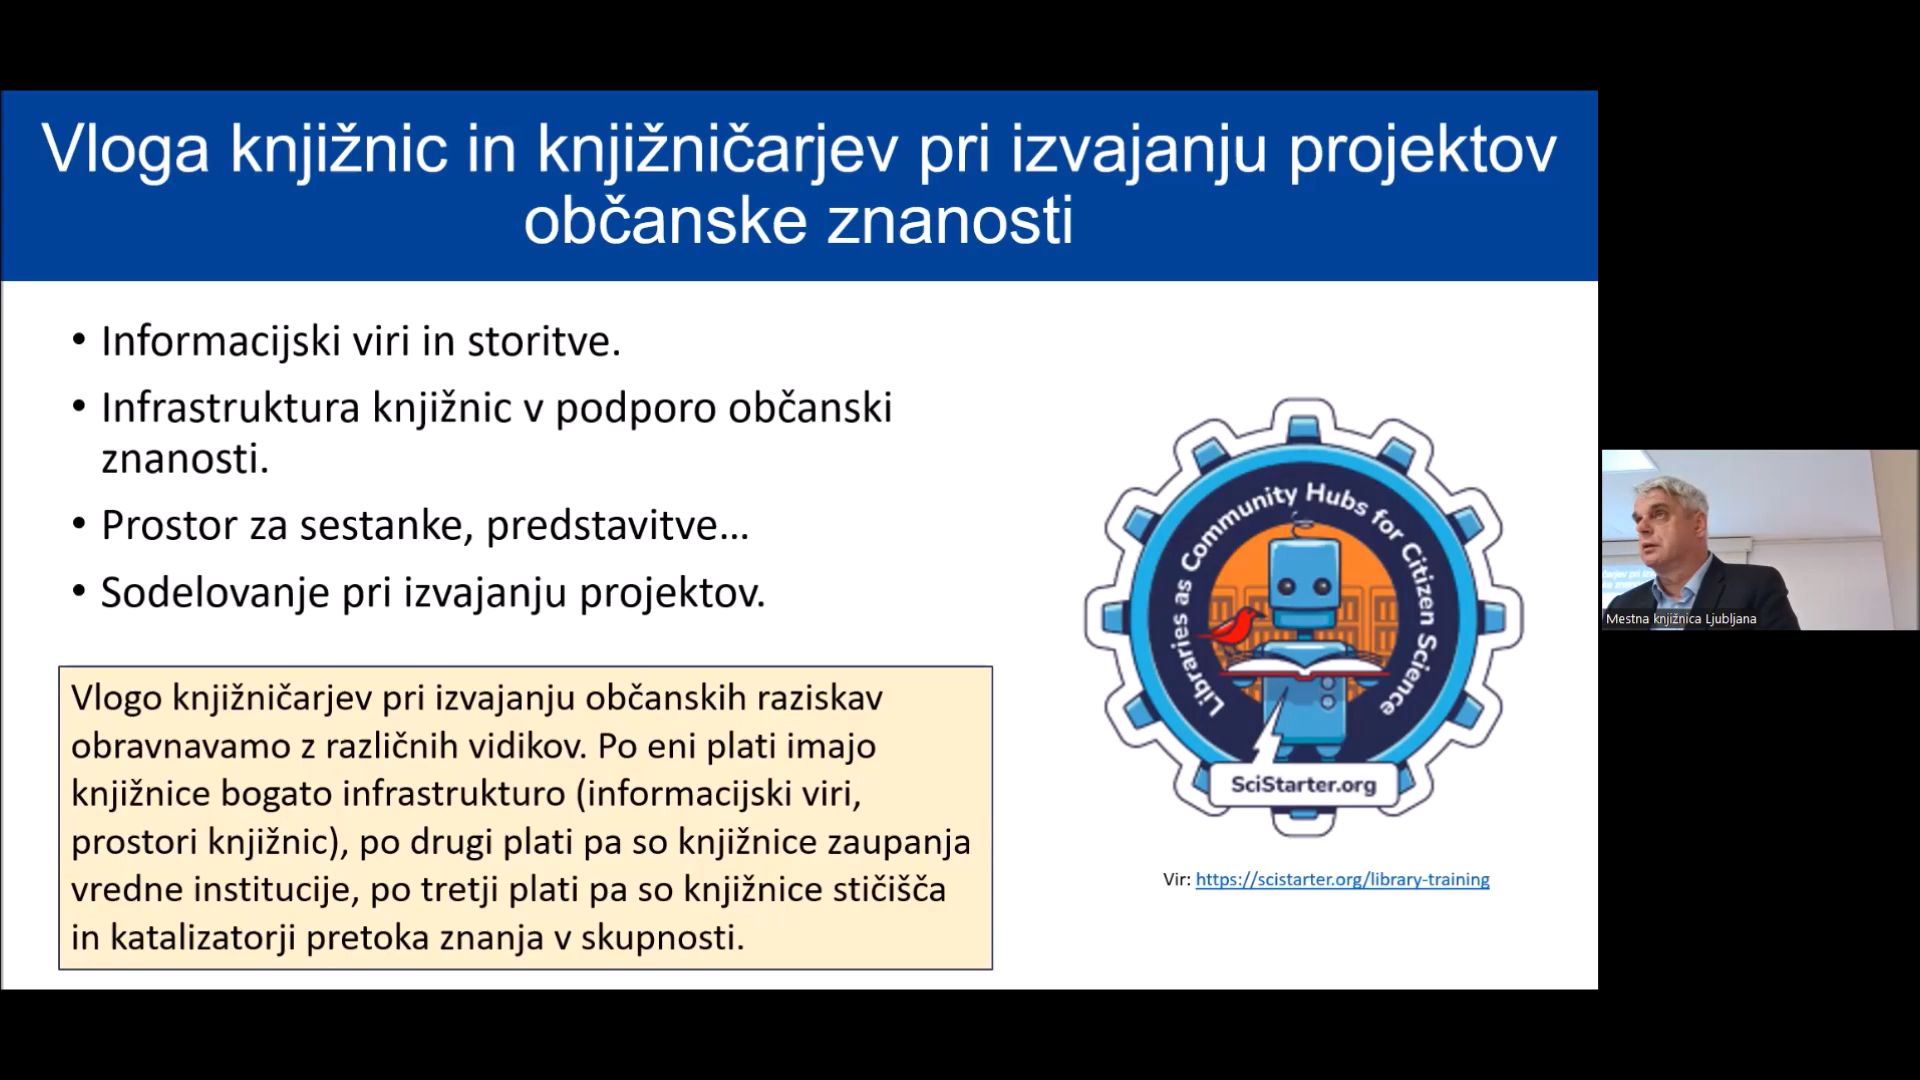 Vloga knjižnic in knjižničarjev pri izvajanju projektov
občanske znanosti
• Informacijski viri in storitve.
• Infrastruktura knjižnic v podporo občanski
znanosti.
• Prostor za sestanke, predstavitve…
• Sodelovanje pri izvajanju projektov.
Vlogo knjižničarjev pri izvajanju občanskih raziskav
obravnavamo z različnih vidikov. Po eni plati imajo
knjižnice bogato infrastrukturo (informacijski viri,
prostori knjižnic), po drugi plati pa so knjižnice zaupanja
vredne institucije, po tretji plati pa so knjižnice stičišča
in katalizatorji pretoka znanja v skupnosti.
Libraries as Community Hubs for Citizen Science
SciStarter.org
Vir: https://scistarter.org/library-training
Mestna knjižnica Ljubljana